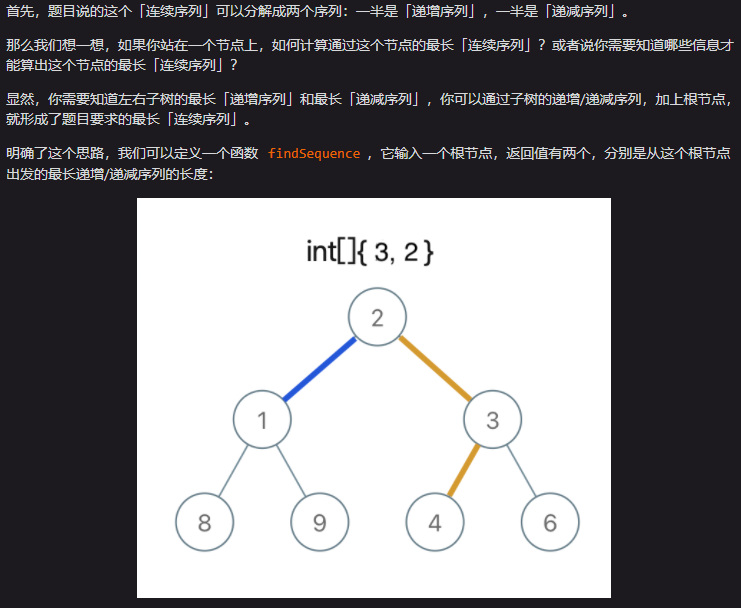 首先，题目说的这个「连续序列」可以分解成两个序列：一半是「递增序列」，一半是「递减序列」。
那么我们想一想，如果你站在一个节点上，如何计算通过这个节点的最长「连续序列」？或者说你需要知道哪些信息才
能算出这个节点的最长「连续序列」？
显然，你需要知道左右子树的最长「递增序列」和最长「递减序列」，你可以通过子树的递增/递减序列，加上根节点，
就形成了题目要求的最长「连续序列」。
明确了这个思路，我们可以定义一个函数 findSequence ，它输入一个根节点，返回值有两个，分别是从这个根节点
出发的最长递增/递减序列的长度：
int[]{ 3, 2 }
2
1 3
8 9 4 6